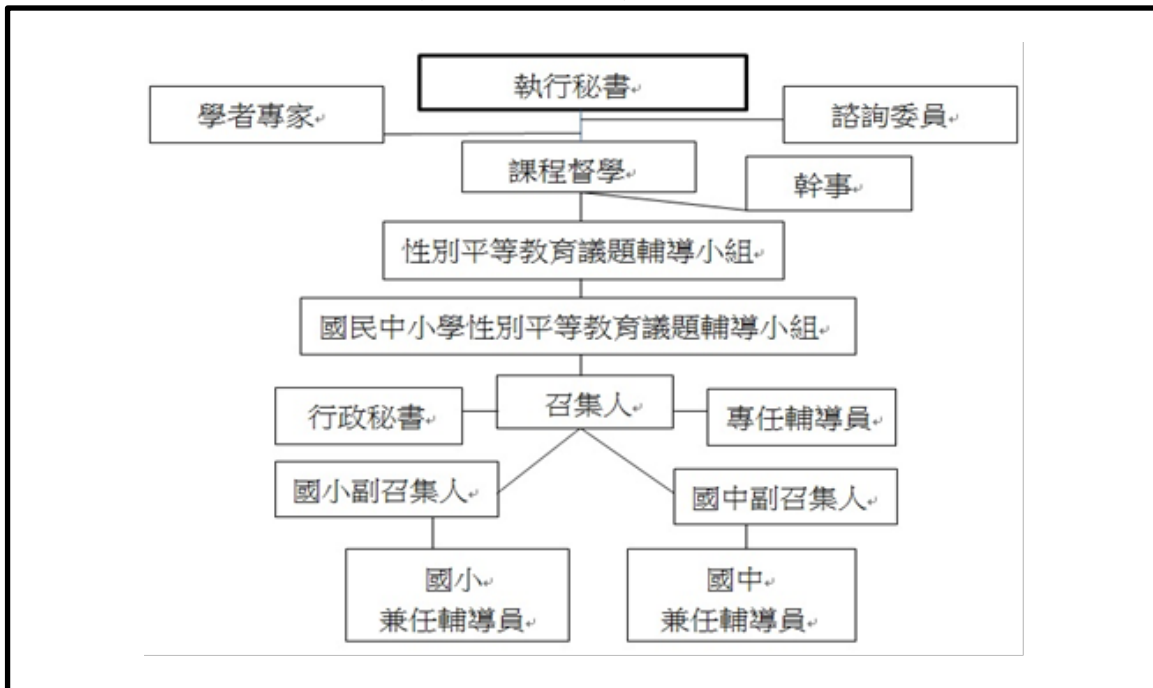 執行秘書
學者專家
諮詢委員
課程督學
幹事
性別平等教育議題輔導小組
國民中小學性別平等教育議題輔導小組
行政秘書
召集人
專任輔導員
國小副召集人
國中副召集人
國小
兼任輔導員
國中
兼任輔導員